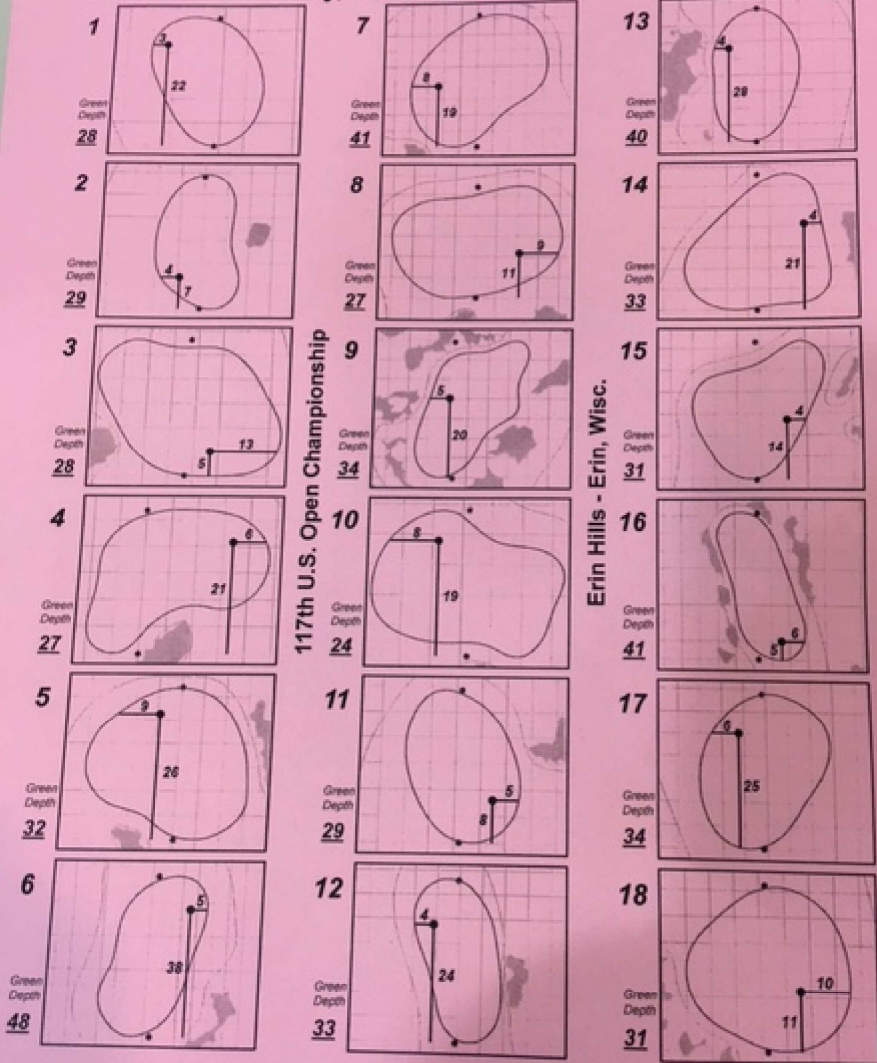 1
3
22
Green
Depth
28
2
4
7
Green
Depth
29
3
13
5
Green
Depth
28
4
6
21
Green
Depth
27
5
9
26
Green
Depth
32
6
5
38
Green
Depth
48
117th U.S. Open Championship
7
8
19
Green
Depth
41
8
9
11
Green
Depth
27
9
5
20
Green
Depth
34
10
8
19
Green
Depth
24
11
5
8
Green
Depth
29
12
4
24
Green
Depth
33
Erin Hills - Erin, Wisc.
13
4
29
Green
Depth
40
14
4
21
Green
Depth
33
15
4
14
Green
Depth
31
16
6
5
Green
Depth
41
17
6
25
Green
Depth
34
18
10
11
Green
Depth
31